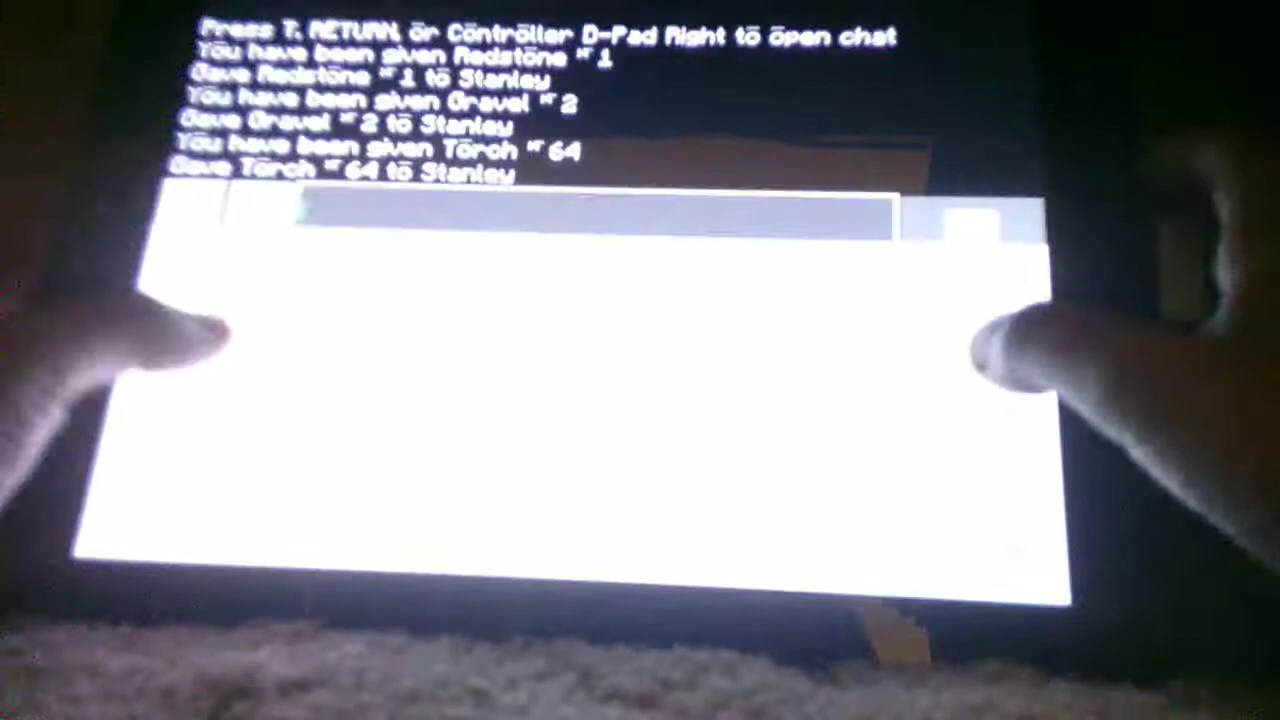 Press T, RETURN, or Controller D-Pad Right to open chat
You have been given Redstone * 1
Gave Redstone * 1 to Stanley
You have been given Gravel * 2
Gave Gravel * 2 to Stanley
You have been given Torch * 64
Gave Torch * 64 to Stanley